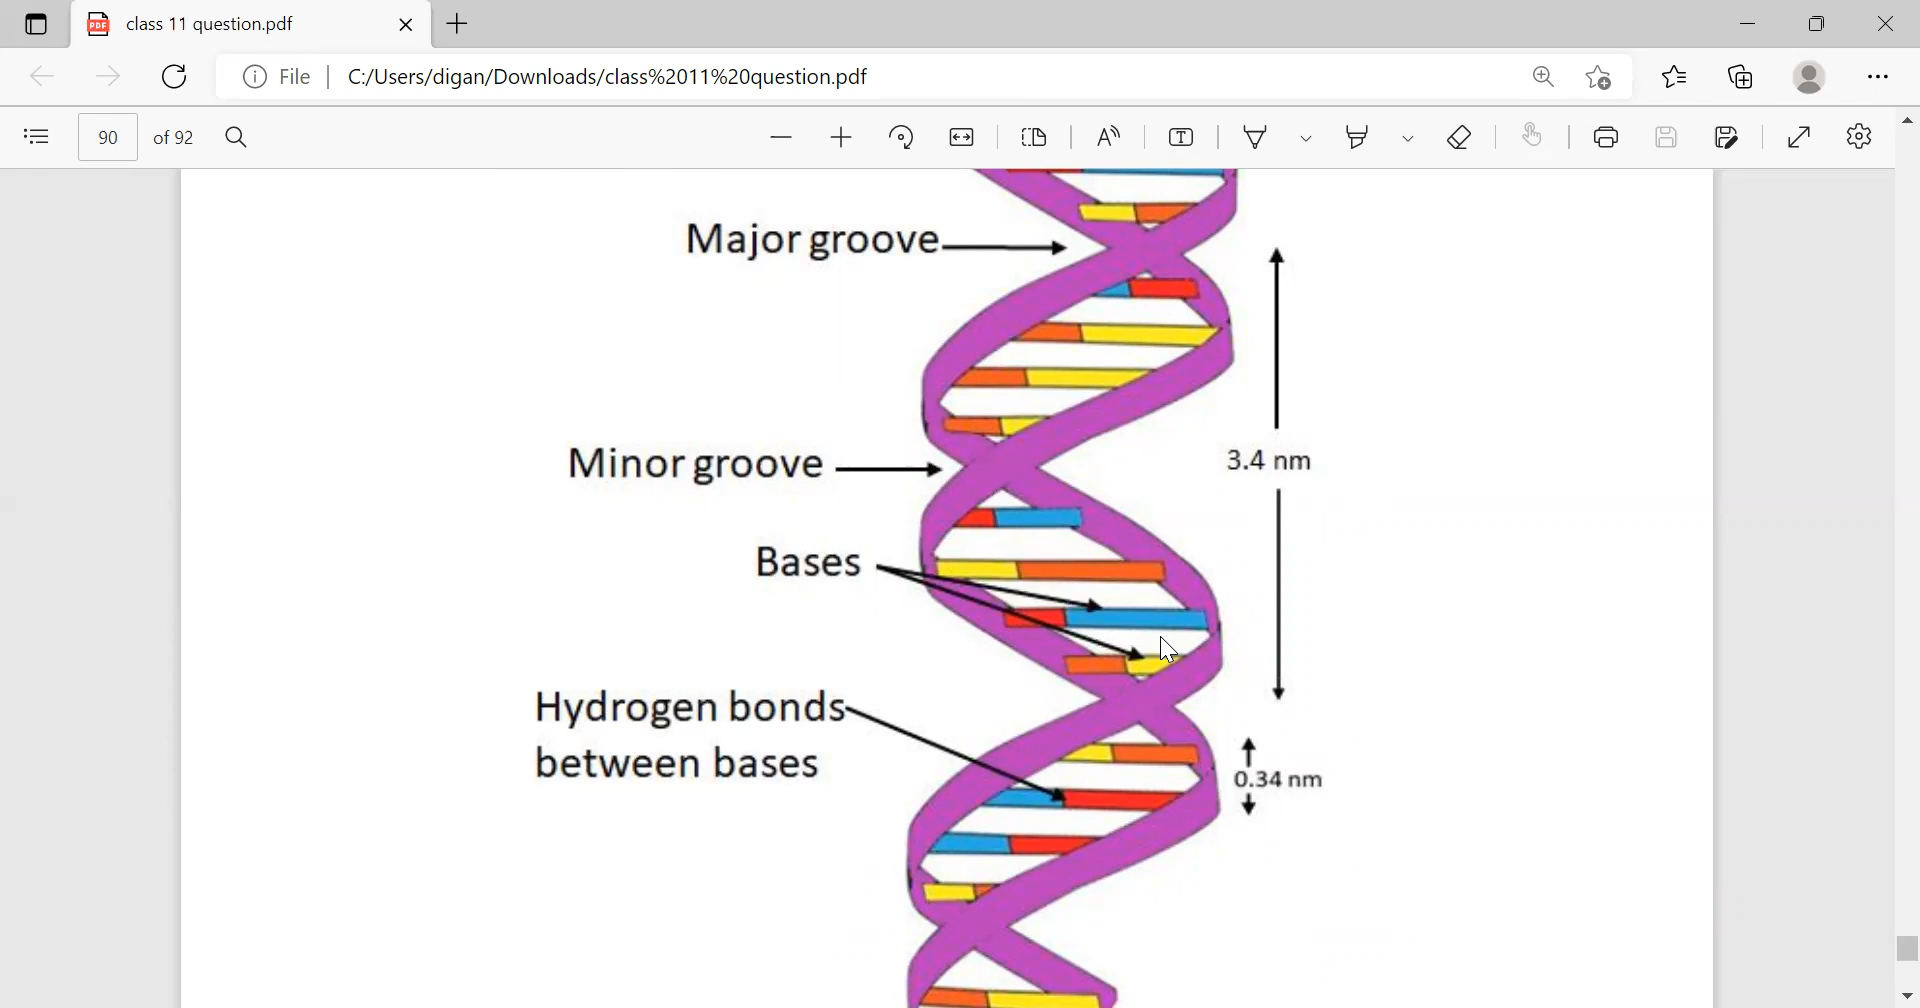 class 11 question.pdf
File C:/Users/digan/Downloads/class%2011%20question.pdf
90 of 92
Major groove
3.4 nm
Minor groove
Bases
Hydrogen bonds
between bases
0.34 nm